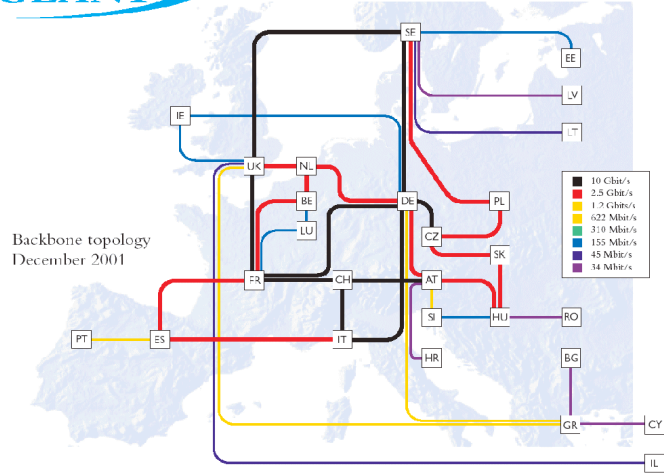 SE
EE
LV
IE
LT
UK
NL
10 Gbit/s
2.5 Gbit/s
1.2 Gbit/s
622 Mbit/s
310 Mbit/s
155 Mbit/s
45 Mbit/s
34 Mbit/s
BE
DE
PL
LU
CZ
Backbone topology
December 2001
SK
FR
CH
AT
PT
ES
IT
SI
HU
RO
HR
BG
GR
CY
IL